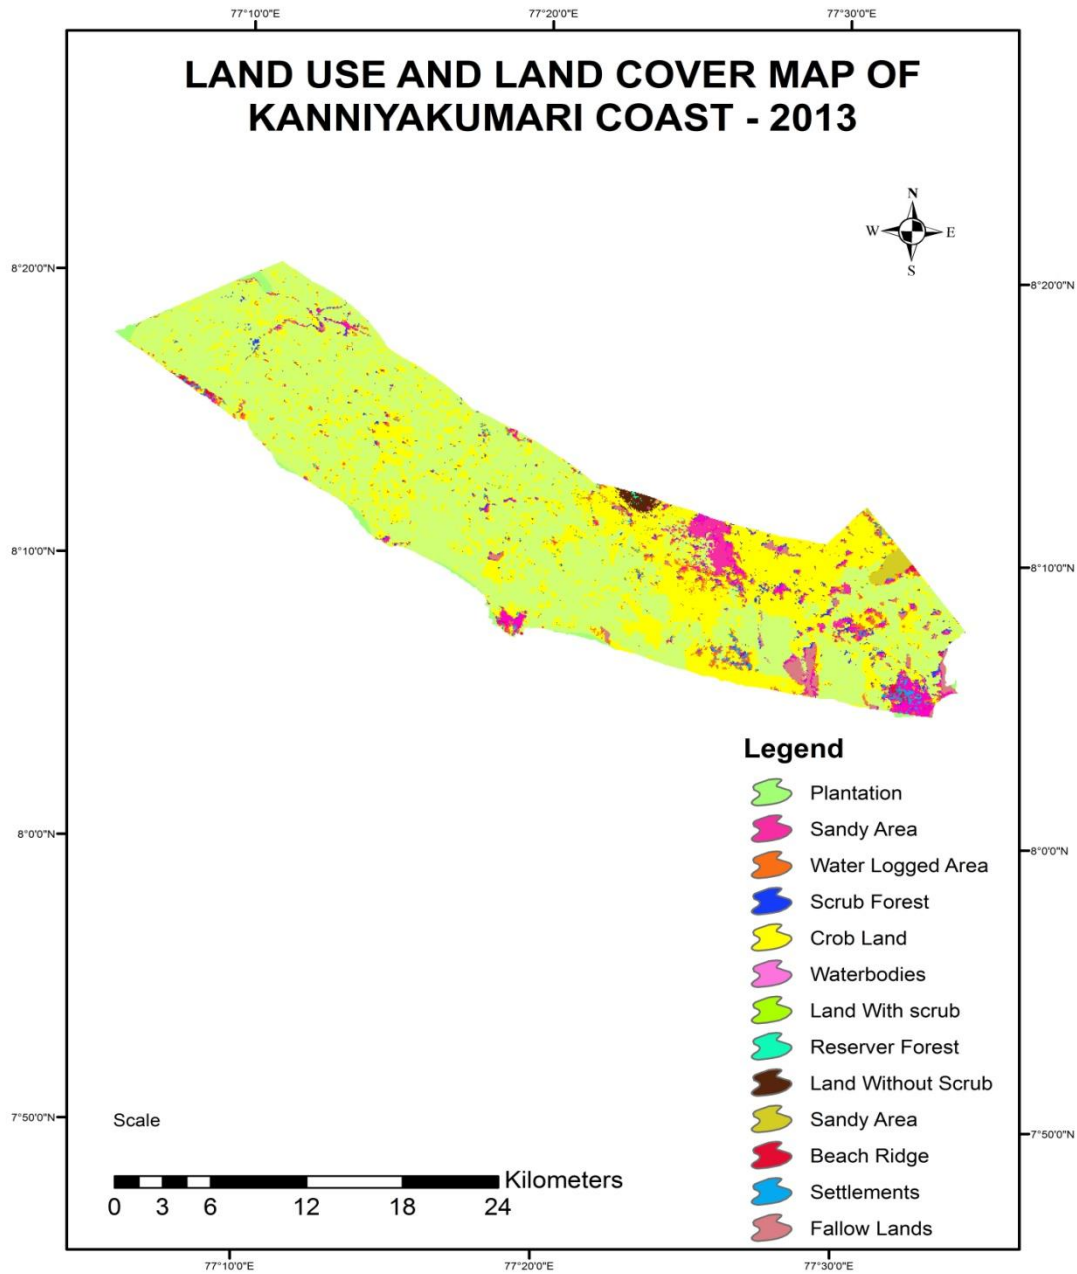 77°10'0"E 77°20'0"E 77°30'0"E
LAND USE AND LAND COVER MAP OF
KANNIYAKUMARI COAST - 2013
N
W E
S
8°20'0"N
8°20'0"N
8°10'0"N
8°10'0"N
Legend
Plantation
Sandy Area
8°0'0"N
8°0'0"N
Water Logged Area
Scrub Forest
Crob Land
Waterbodies
Land With scrub
Reserver Forest
Land Without Scrub
7°50'0"N
Scale
Sandy Area
7°50'0"N
Beach Ridge
Kilometers
Settlements
0 3 6 12 18 24
Fallow Lands
77°10'0"E 77°20'0"E 77°30'0"E